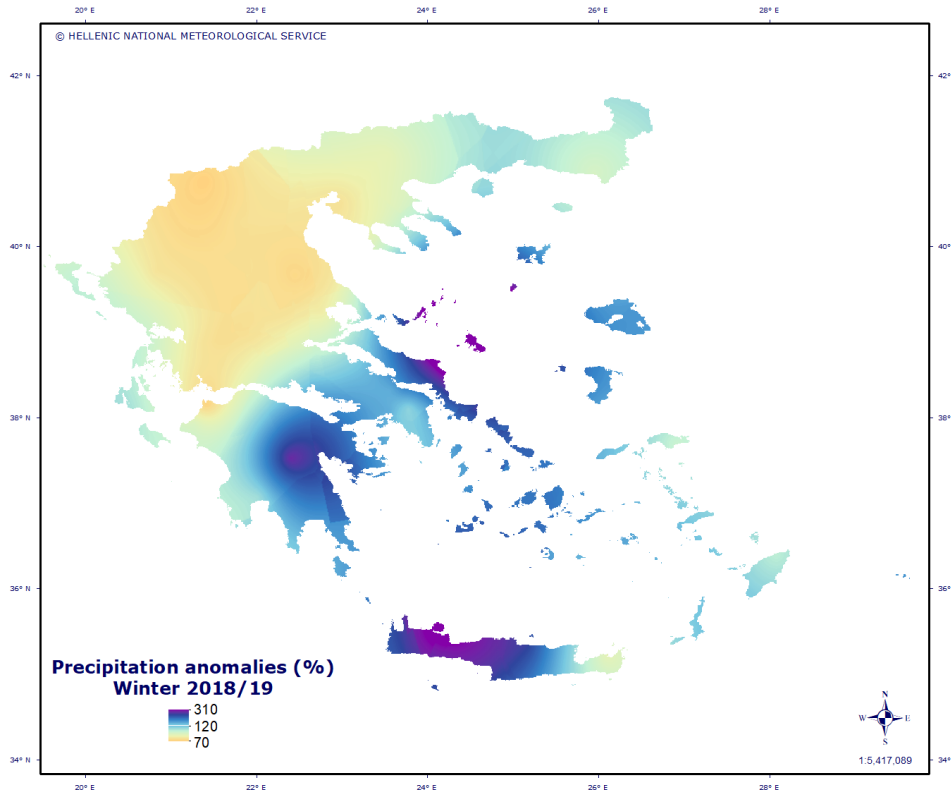 20° E 22° E 24° E 26° E 28° E
© HELLENIC NATIONAL METEOROLOGICAL SERVICE
42° N 42° N
40° N 40° N
38° N 38° N
36° N 36° N
Precipitation anomalies (%)
Winter 2018/19
310
120
70
N
W E
S
1:5,417,089
34° N 34° N
20° E 22° E 24° E 26° E 28° E